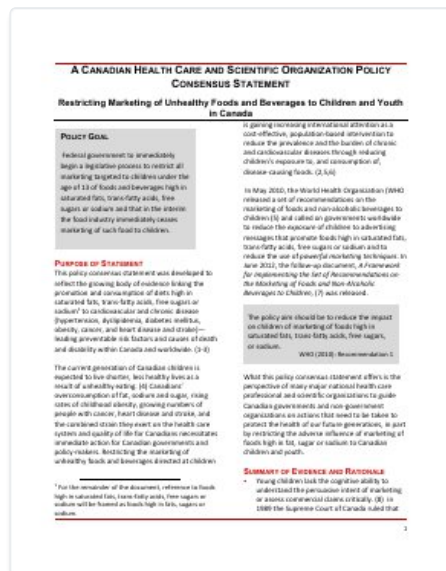 A CANADIAN HEALTH CARE AND SCIENTIFIC ORGANIZATION POLICY
CONSENSUS STATEMENT
Restricting Marketing of Unhealthy Foods and Beverages to Children and Youth
in Canada
POLICY GOAL
Federal government to immediately
begin a legislative process to restrict all
marketing targeted to children under the
age of 13 of foods and beverages high in
saturated fats, trans-fatty acids, free
sugars or sodium and that in the interim
the food industry immediately ceases
marketing of such food to children.
PURPOSE OF STATEMENT
This policy consensus statement was developed to
reflect the growing body of evidence linking the
promotion and consumption of diets high in
saturated fats, trans-fatty acids, free sugars or
sodium¹ to cardiovascular and chronic disease
(hypertension, dyslipidemia, diabetes mellitus,
obesity, cancer, and heart disease and stroke)—
leading preventable risk factors and causes of death
and disability within Canada and worldwide. (1-3)
The current generation of Canadian children is
expected to live shorter, less healthy lives as a
result of unhealthy eating. (4) Canadians'
overconsumption of fat, sodium and sugar, rising
rates of childhood obesity, growing numbers of
people with cancer, heart disease and stroke, and
the combined strain they exert on the health care
system and quality of life for Canadians necessitates
immediate action for Canadian governments and
policy-makers. Restricting the marketing of
unhealthy foods and beverages directed at children
¹ For the remainder of the document, reference to foods
high in saturated fats, trans-fatty acids, free sugars or
sodium will be framed as foods high in fats, sugars or
sodium.
is gaining increasing international attention as a
cost-effective, population-based intervention to
reduce the prevalence and the burden of chronic
and cardiovascular diseases through reducing
children's exposure to, and consumption of,
disease-causing foods. (2,5,6)
In May 2010, the World Health Organization (WHO
released a set of recommendations on the
marketing of foods and non-alcoholic beverages to
children (5) and called on governments worldwide
to reduce the exposure of children to advertising
messages that promote foods high in saturated fats,
trans-fatty acids, free sugars or sodium and to
reduce the use of powerful marketing techniques. In
June 2012, the follow-up document, A Framework
for Implementing the Set of Recommendations on
the Marketing of Foods and Non-Alcoholic
Beverages to Children, (7) was released.
The policy aim should be to reduce the impact
on children of marketing of foods high in
saturated fats, trans-fatty acids, free sugars,
or sodium.
WHO (2010): Recommendation 1
What this policy consensus statement offers is the
perspective of many major national health care
professional and scientific organizations to guide
Canadian governments and non-government
organizations on actions that need to be taken to
protect the health of our future generations, in part
by restricting the adverse influence of marketing of
foods high in fat, sugar or sodium to Canadian
children and youth.
SUMMARY OF EVIDENCE AND RATIONALE
• Young children lack the cognitive ability to
understand the persuasive intent of marketing
or assess commercial claims critically. (8) In
1989 the Supreme Court of Canada ruled that
1